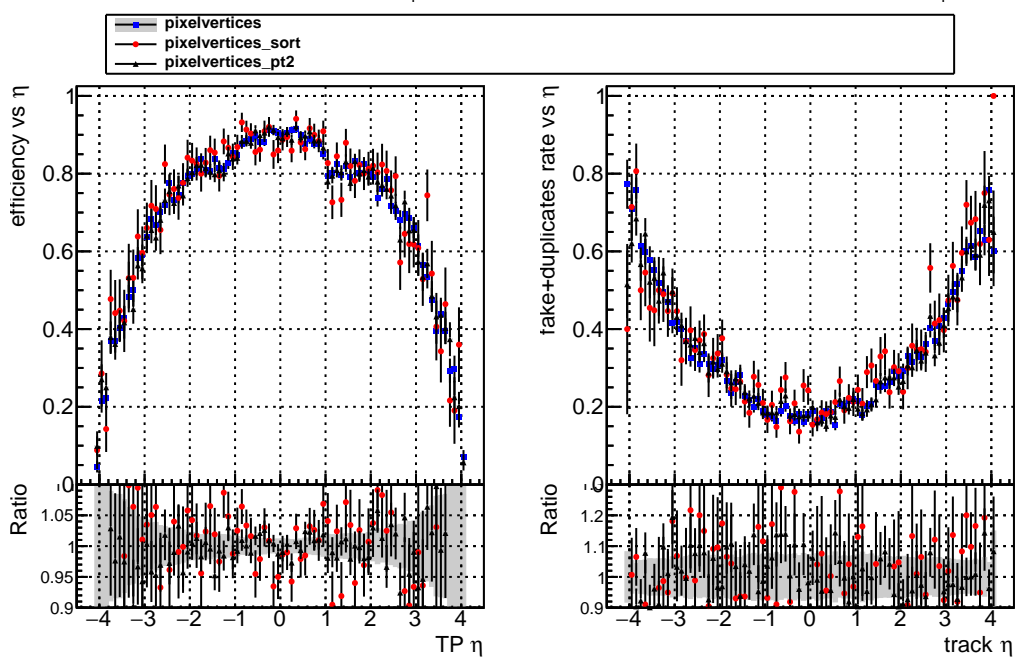 pixelvertices
pixelvertices_sort
pixelvertices_pt2
efficiency vs η
1
0.8
0.6
0.4
0.2
0
Ratio
1.05
1
0.95
0.9
−4 −3 −2 −1 0 1 2 3 4
TP η
fake+duplicates rate vs η
1
0.8
0.6
0.4
0.2
0
Ratio
1.2
1.1
1
0.9
−4 −3 −2 −1 0 1 2 3 4
track η